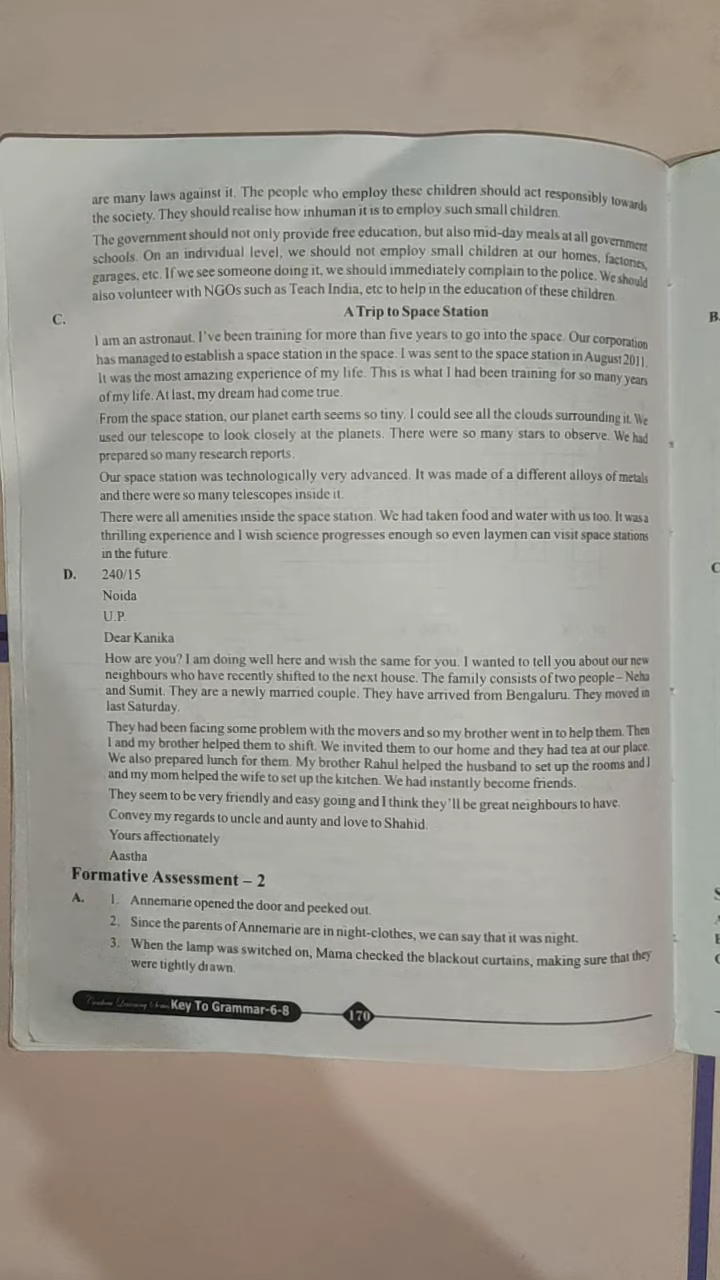 are many laws against it. The people who employ these children should act responsibly towards
the society. They should realise how inhuman it is to employ such small children.
The government should not only provide free education, but also mid-day meals at all government
schools. On an individual level, we should not employ small children at our homes, factories,
garages, etc. If we see someone doing it, we should immediately complain to the police. We should
also volunteer with NGOs such as Teach India, etc to help in the education of these children.
C. A Trip to Space Station
I am an astronaut. I've been training for more than five years to go into the space. Our corporation
has managed to establish a space station in the space. I was sent to the space station in August 2011.
It was the most amazing experience of my life. This is what I had been training for so many years
of my life. At last, my dream had come true.
From the space station, our planet earth seems so tiny. I could see all the clouds surrounding it. We
used our telescope to look closely at the planets. There were so many stars to observe. We had
prepared so many research reports.
Our space station was technologically very advanced. It was made of a different alloys of metals
and there were so many telescopes inside it.
There were all amenities inside the space station. We had taken food and water with us too. It was a
thrilling experience and I wish science progresses enough so even laymen can visit space stations
in the future.
D. 240/15
Noida
U.P.
Dear Kanika
How are you? I am doing well here and wish the same for you. I wanted to tell you about our new
neighbours who have recently shifted to the next house. The family consists of two people – Neha
and Sumit. They are a newly married couple. They have arrived from Bengaluru. They moved in
last Saturday.
They had been facing some problem with the movers and so my brother went in to help them. Then
I and my brother helped them to shift. We invited them to our home and they had tea at our place.
We also prepared lunch for them. My brother Rahul helped the husband to set up the rooms and I
and my mom helped the wife to set up the kitchen. We had instantly become friends.
They seem to be very friendly and easy going and I think they'll be great neighbours to have.
Convey my regards to uncle and aunty and love to Shahid.
Yours affectionately
Aastha
Formative Assessment – 2
A. 1. Annemarie opened the door and peeked out.
2. Since the parents of Annemarie are in night-clothes, we can say that it was night.
3. When the lamp was switched on, Mama checked the blackout curtains, making sure that they
were tightly drawn.
Key To Grammar-6-8
170
B.
C